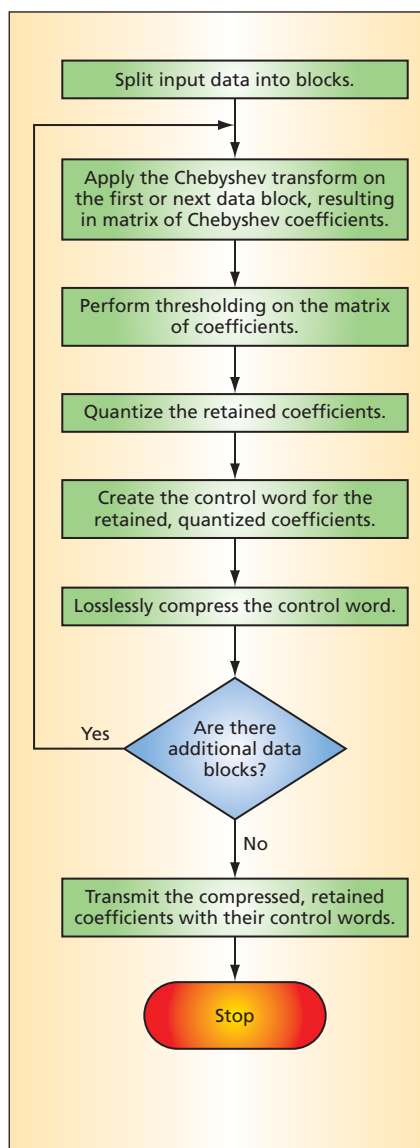 Split input data into blocks.
Apply the Chebyshev transform on
the first or next data block, resulting
in matrix of Chebyshev coefficients.
Perform thresholding on the matrix
of coefficients.
Quantize the retained coefficients.
Create the control word for the
retained, quantized coefficients.
Losslessly compress the control word.
Yes
Are there
additional data
blocks?
No
Transmit the compressed, retained
coefficients with their control words.
Stop